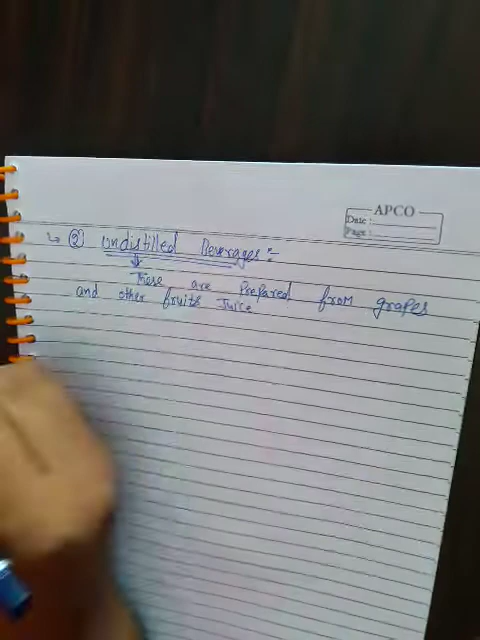 APCO
Date :
Page :
↳ ② Undistilled Beverages :-
↓
These are Prepared from grapes
and other fruits Juice